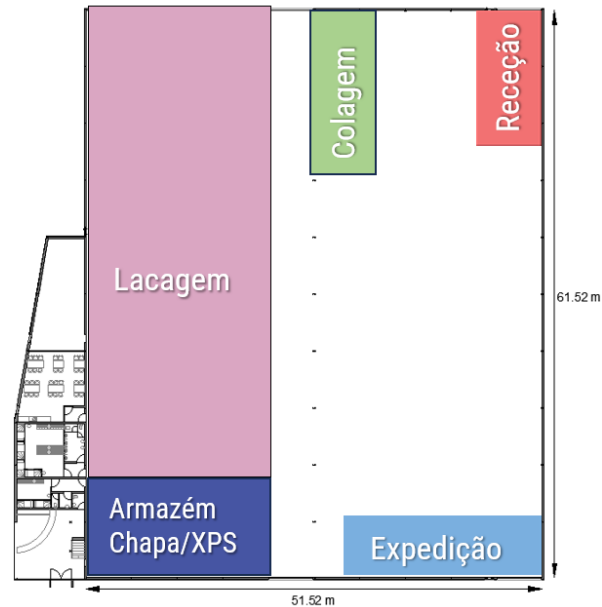 Colagem
Receção
Lacagem
61.52 m
Armazém
Chapa/XPS
Expedição
51.52 m